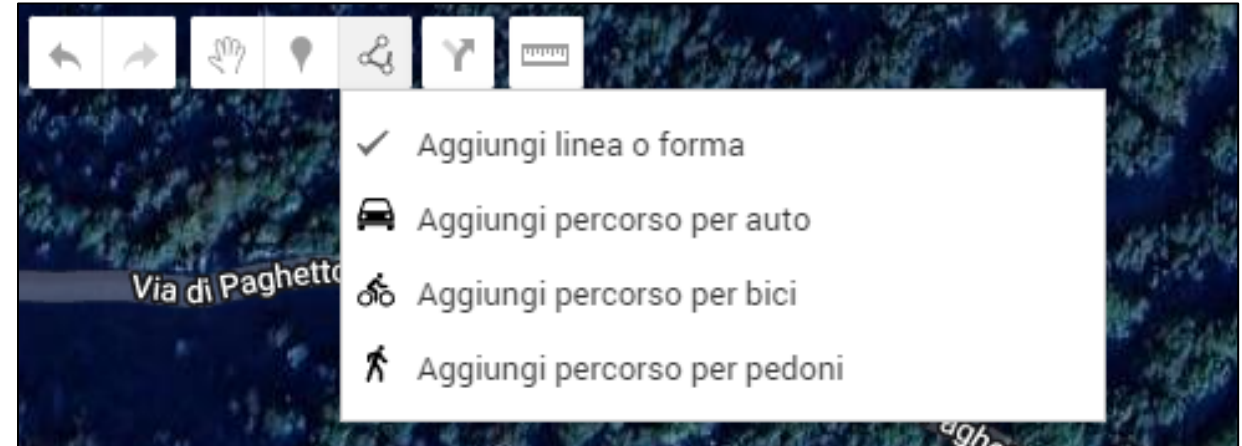 Aggiungi linea o forma
Aggiungi percorso per auto
Via di Paghetto
Aggiungi percorso per bici
Aggiungi percorso per pedoni